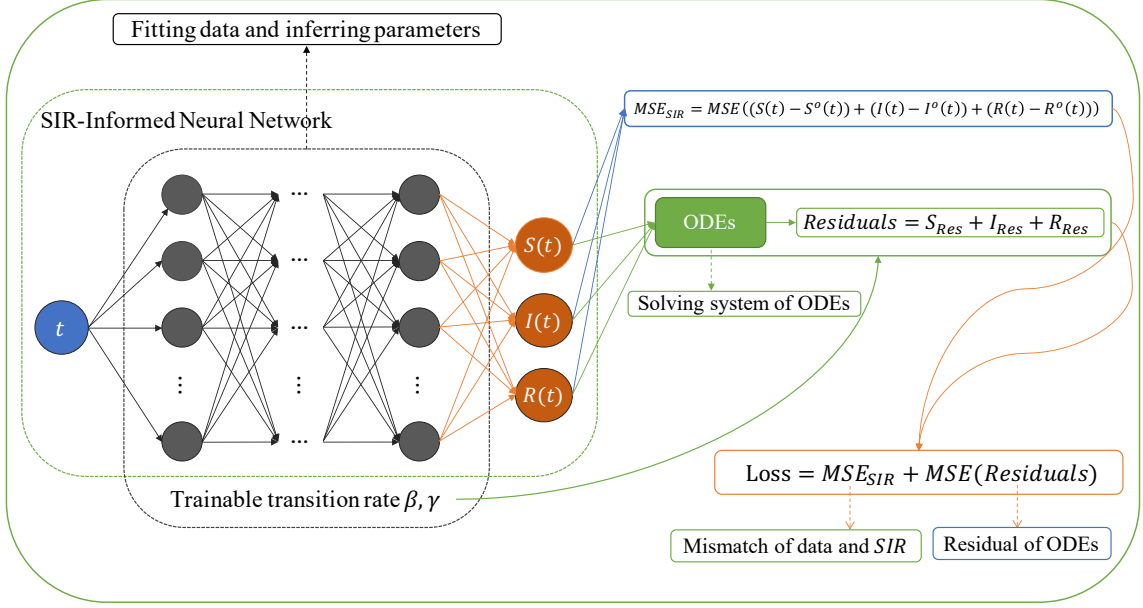 Fitting data and inferring parameters
SIR-Informed Neural Network
MSE_SIR = MSE((S(t) − S^o(t)) + (I(t) − I^o(t)) + (R(t) − R^o(t)))
...
ODEs
Residuals = S_Res + I_Res + R_Res
S(t)
...
Solving system of ODEs
t
I(t)
...
⋮
⋮
⋮
R(t)
...
Loss = MSE_SIR + MSE(Residuals)
Trainable transition rate β, γ
Mismatch of data and SIR
Residual of ODEs